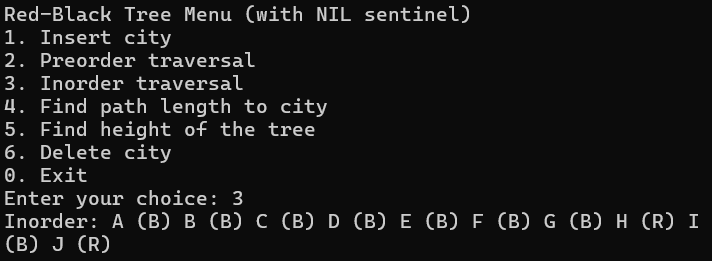 Red-Black Tree Menu (with NIL sentinel)
1. Insert city
2. Preorder traversal
3. Inorder traversal
4. Find path length to city
5. Find height of the tree
6. Delete city
0. Exit
Enter your choice: 3
Inorder: A (B) B (B) C (B) D (B) E (B) F (B) G (B) H (R) I
(B) J (R)